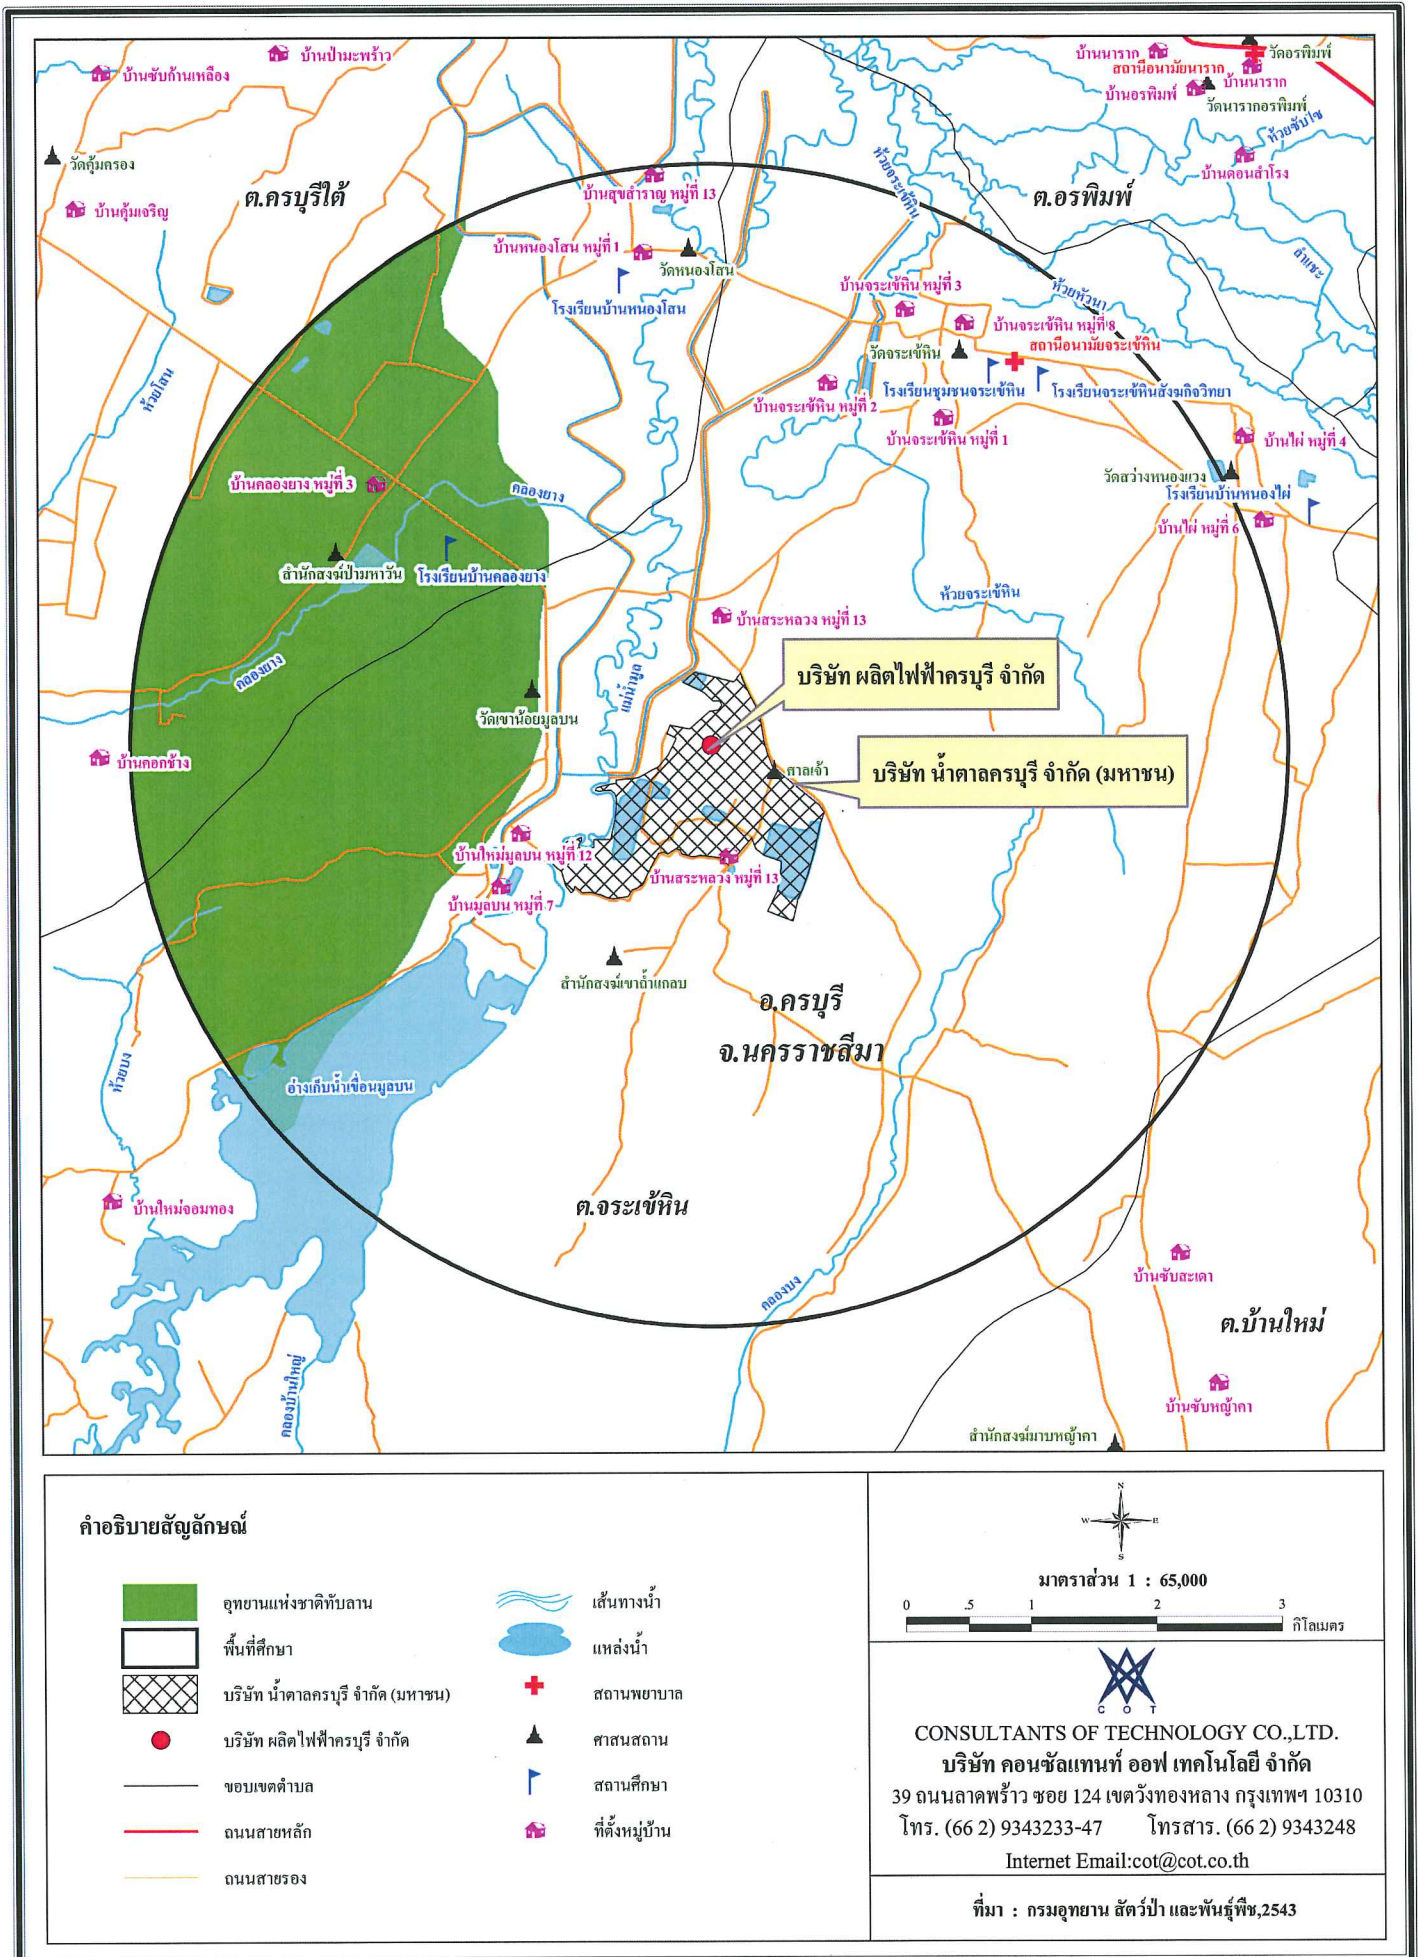 บ้านซับก้านเหลือง
บ้านป่ามะพร้าว
บ้านนาราก
สถานีอนามัยนาราก
วัดอรพิมพ์
บ้านนาราก
บ้านอรพิมพ์
วัดนารากอรพิมพ์
ห้วยซับไซ
วัดคุ้มครอง
บ้านคุ้มเจริญ
ต.ครบุรีใต้
บ้านสุขสำราญ หมู่ที่ 13
ห้วยจระเข้หิน
ต.อรพิมพ์
บ้านดอนสำโรง
บ้านหนองโสน หมู่ที่ 1
วัดหนองโสน
โรงเรียนบ้านหนองโสน
ลำแชะ
บ้านจระเข้หิน หมู่ที่ 3
ห้วยหัวนา
บ้านจระเข้หิน หมู่ที่ 8
วัดจระเข้หิน
สถานีอนามัยจระเข้หิน
ห้วยโสน
บ้านจระเข้หิน หมู่ที่ 2
โรงเรียนชุมชนจระเข้หิน
โรงเรียนจระเข้หินสังฆกิจวิทยา
บ้านจระเข้หิน หมู่ที่ 1
บ้านไผ่ หมู่ที่ 4
บ้านคลองยาง หมู่ที่ 3
คลองยาง
วัดสว่างหนองแวง
โรงเรียนบ้านหนองไผ่
บ้านไผ่ หมู่ที่ 6
สำนักสงฆ์ป่ามหาวัน
โรงเรียนบ้านคลองยาง
ห้วยจระเข้หิน
บ้านสระหลวง หมู่ที่ 13
คลองยาง
แม่น้ำมูล
บริษัท ผลิตไฟฟ้าครบุรี จำกัด
วัดเขาน้อยมูลบน
บ้านคอกช้าง
ศาลเจ้า
บริษัท น้ำตาลครบุรี จำกัด (มหาชน)
บ้านใหม่มูลบน หมู่ที่ 12
บ้านสระหลวง หมู่ที่ 13
บ้านมูลบน หมู่ที่ 7
สำนักสงฆ์เขาถ้ำแกลบ
อ.ครบุรี
จ.นครราชสีมา
ห้วยบง
อ่างเก็บน้ำเขื่อนมูลบน
บ้านใหม่จอมทอง
ต.จระเข้หิน
บ้านซับสะเดา
คลองบง
ต.บ้านใหม่
คลองบ้านใหญ่
บ้านซับหญ้าคา
สำนักสงฆ์มาบหญ้าคา
คำอธิบายสัญลักษณ์
อุทยานแห่งชาติทับลาน
พื้นที่ศึกษา
บริษัท น้ำตาลครบุรี จำกัด (มหาชน)
บริษัท ผลิตไฟฟ้าครบุรี จำกัด
ขอบเขตตำบล
ถนนสายหลัก
ถนนสายรอง
เส้นทางน้ำ
แหล่งน้ำ
สถานพยาบาล
ศาสนสถาน
สถานศึกษา
ที่ตั้งหมู่บ้าน
N
W E
S
มาตราส่วน 1 : 65,000
0 .5 1 2 3
กิโลเมตร
C O T
CONSULTANTS OF TECHNOLOGY CO.,LTD.
บริษัท คอนซัลแทนท์ ออฟ เทคโนโลยี จำกัด
39 ถนนลาดพร้าว ซอย 124 เขตวังทองหลาง กรุงเทพฯ 10310
โทร. (66 2) 9343233-47 โทรสาร. (66 2) 9343248
Internet Email:cot@cot.co.th
ที่มา : กรมอุทยาน สัตว์ป่า และพันธุ์พืช,2543